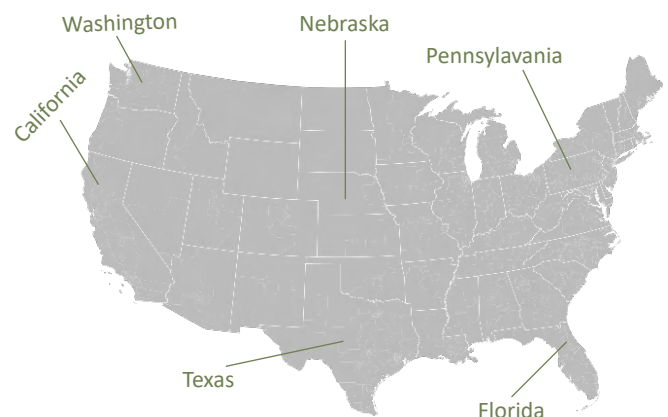 Washington
Nebraska
Pennsylavania
California
Texas
Florida